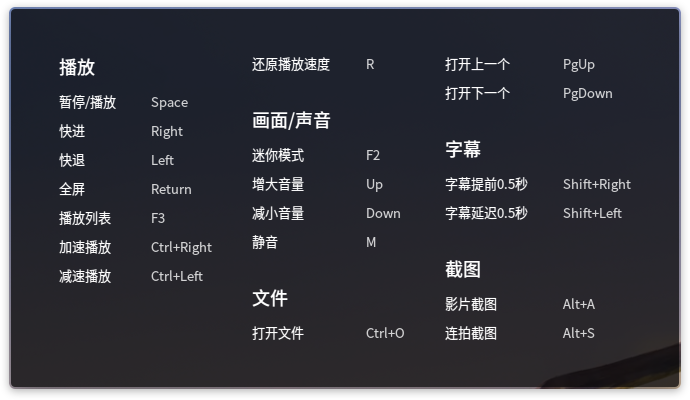 播放
暂停/播放 Space
快进 Right
快退 Left
全屏 Return
播放列表 F3
加速播放 Ctrl+Right
减速播放 Ctrl+Left
还原播放速度 R
画面/声音
迷你模式 F2
增大音量 Up
减小音量 Down
静音 M
文件
打开文件 Ctrl+O
打开上一个 PgUp
打开下一个 PgDown
字幕
字幕提前0.5秒 Shift+Right
字幕延迟0.5秒 Shift+Left
截图
影片截图 Alt+A
连拍截图 Alt+S